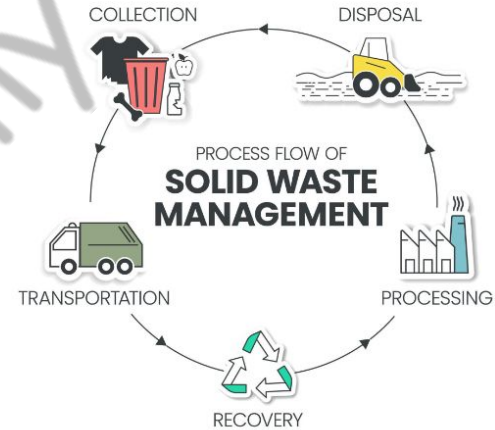 COLLECTION
DISPOSAL
PROCESS FLOW OF
SOLID WASTE
MANAGEMENT
TRANSPORTATION
PROCESSING
RECOVERY